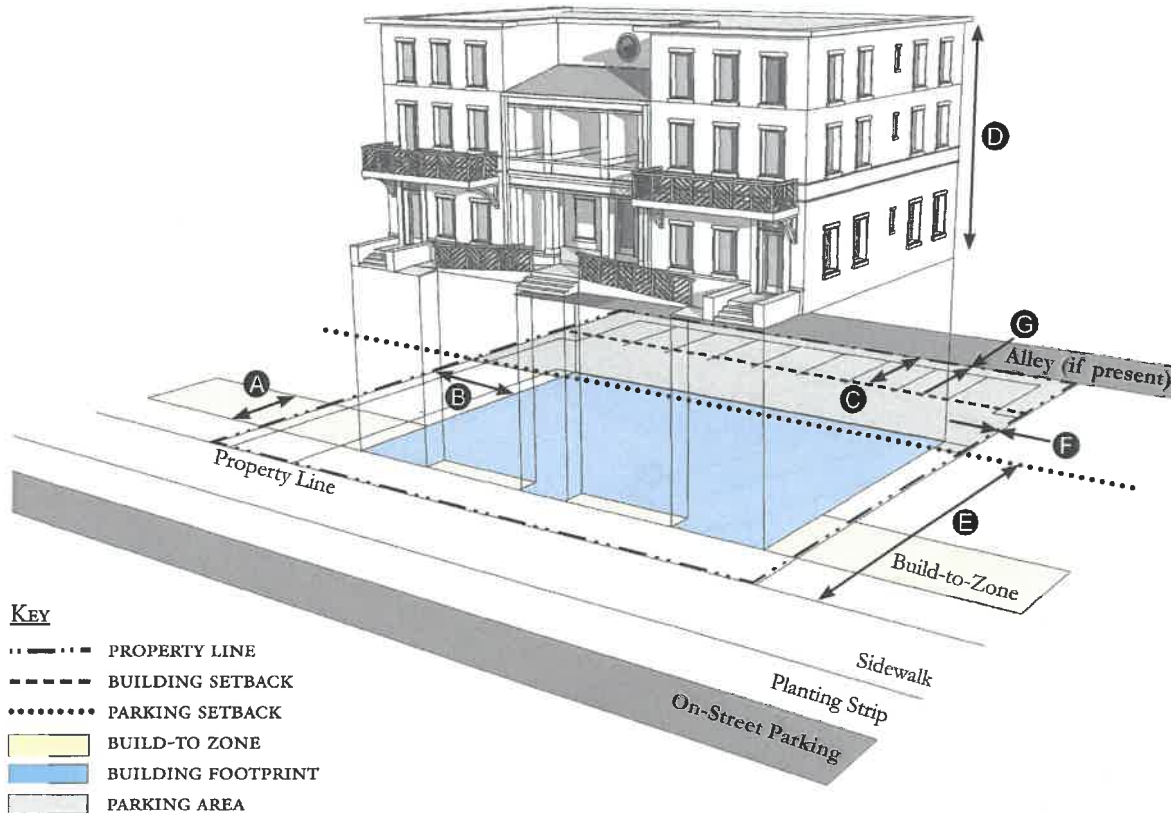 D
G
Alley (if present)
A
B
C
F
Property Line
E
Build-to-Zone
KEY
PROPERTY LINE
BUILDING SETBACK
PARKING SETBACK
BUILD-TO ZONE
BUILDING FOOTPRINT
PARKING AREA
Sidewalk
Planting Strip
On-Street Parking